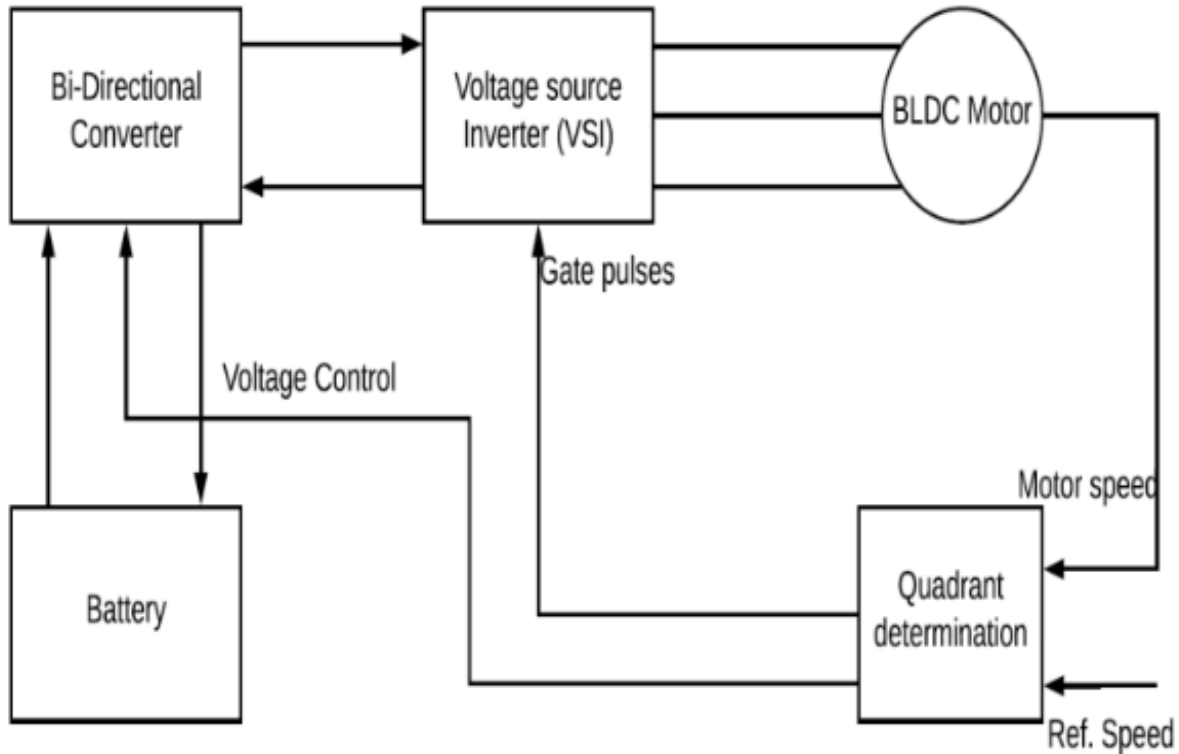 Bi-Directional
Converter
Voltage source
Inverter (VSI)
BLDC Motor
Gate pulses
Voltage Control
Motor speed
Battery
Quadrant
determination
Ref. Speed